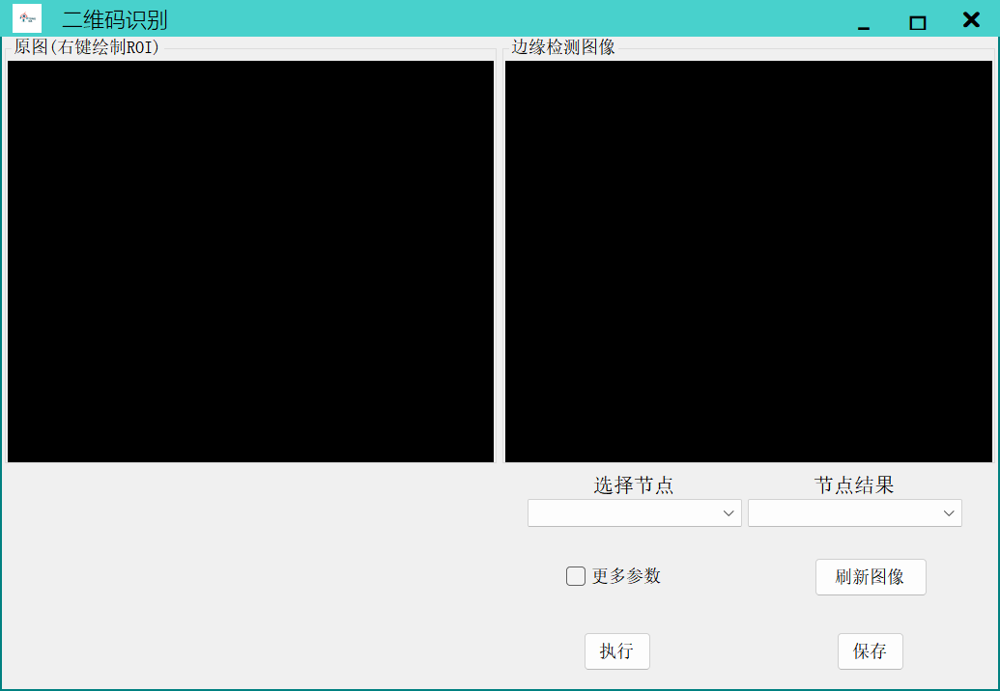 二维码识别
原图(右键绘制ROI)
边缘检测图像
选择节点
节点结果
更多参数
刷新图像
执行
保存